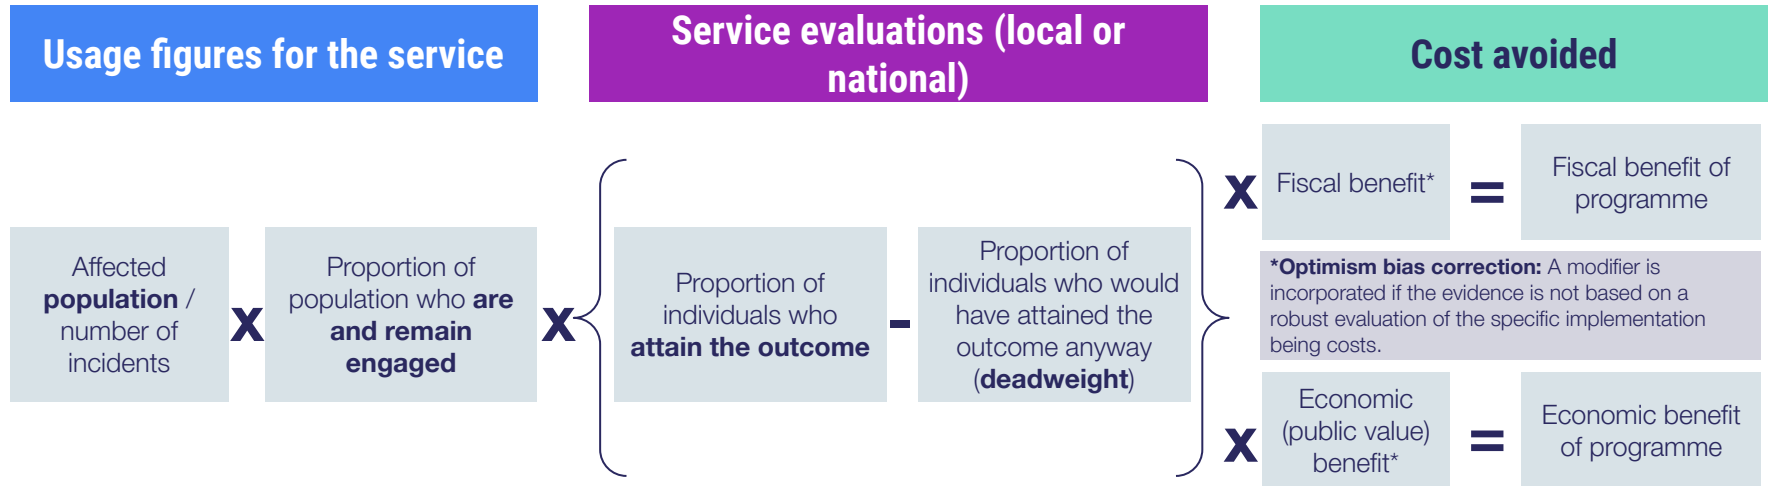 Usage figures for the service
Service evaluations (local or
national)
Cost avoided
Affected
population /
number of
incidents
x
Proportion of
population who are
and remain
engaged
x
Proportion of
individuals who
attain the outcome
-
Proportion of
individuals who would
have attained the
outcome anyway
(deadweight)
x
Fiscal benefit*
=
Fiscal benefit of
programme
*Optimism bias correction: A modifier is
incorporated if the evidence is not based on a
robust evaluation of the specific implementation
being costs.
x
Economic
(public value)
benefit*
=
Economic benefit
of programme